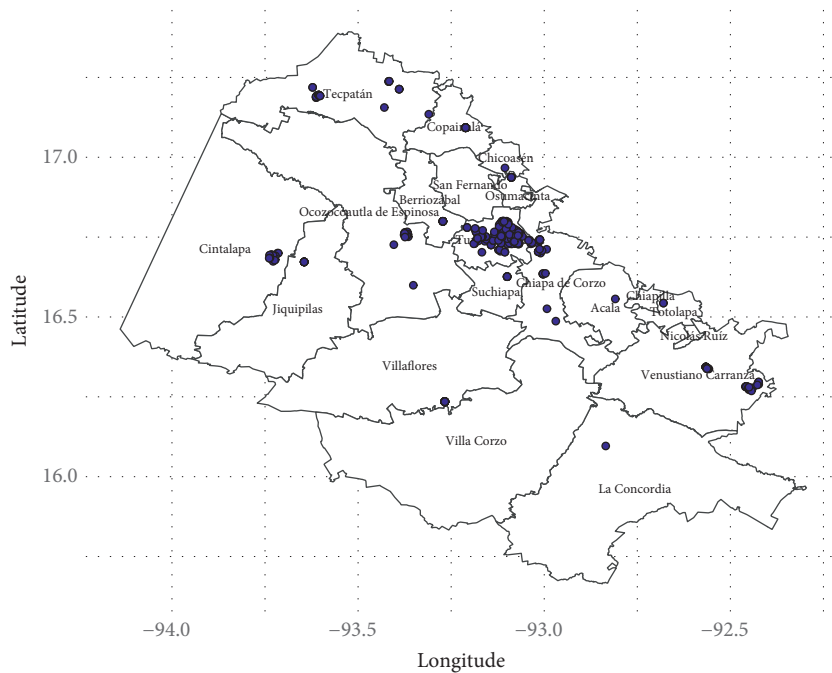 Tecpatán
Copainalá
17.0
Chicoasén
San Fernando
Osumacinta
Berriozábal
Ocozocoautla de Espinosa
Tu
Cintalapa
Chiapa de Corzo
Suchiapa
Chiapilla
Acala
Totolapa
Jiquipilas
16.5
Nicolás Ruíz
Villaflores
Venustiano Carranza
Villa Corzo
16.0
La Concordia
Latitude
−94.0
−93.5
−93.0
−92.5
Longitude